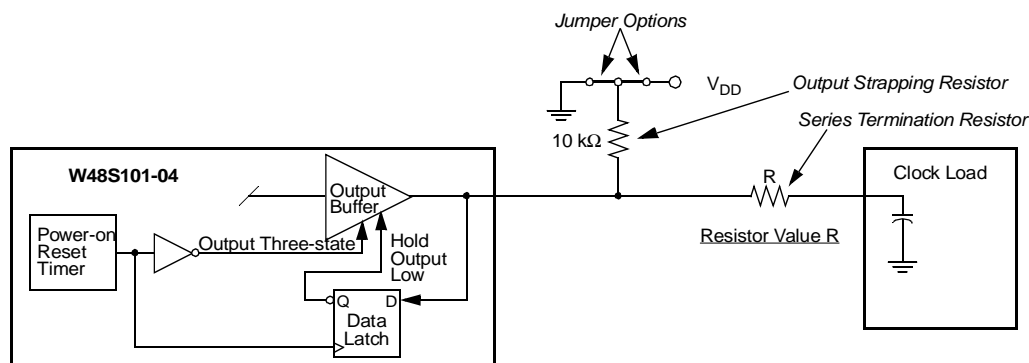 Jumper Options
V_DD
Output Strapping Resistor
10 kΩ
Series Termination Resistor
W48S101-04
Output
Buffer
R
Clock Load
Power-on
Reset
Timer
Output Three-state
Hold
Output
Low
Resistor Value R
Q
D
Data
Latch